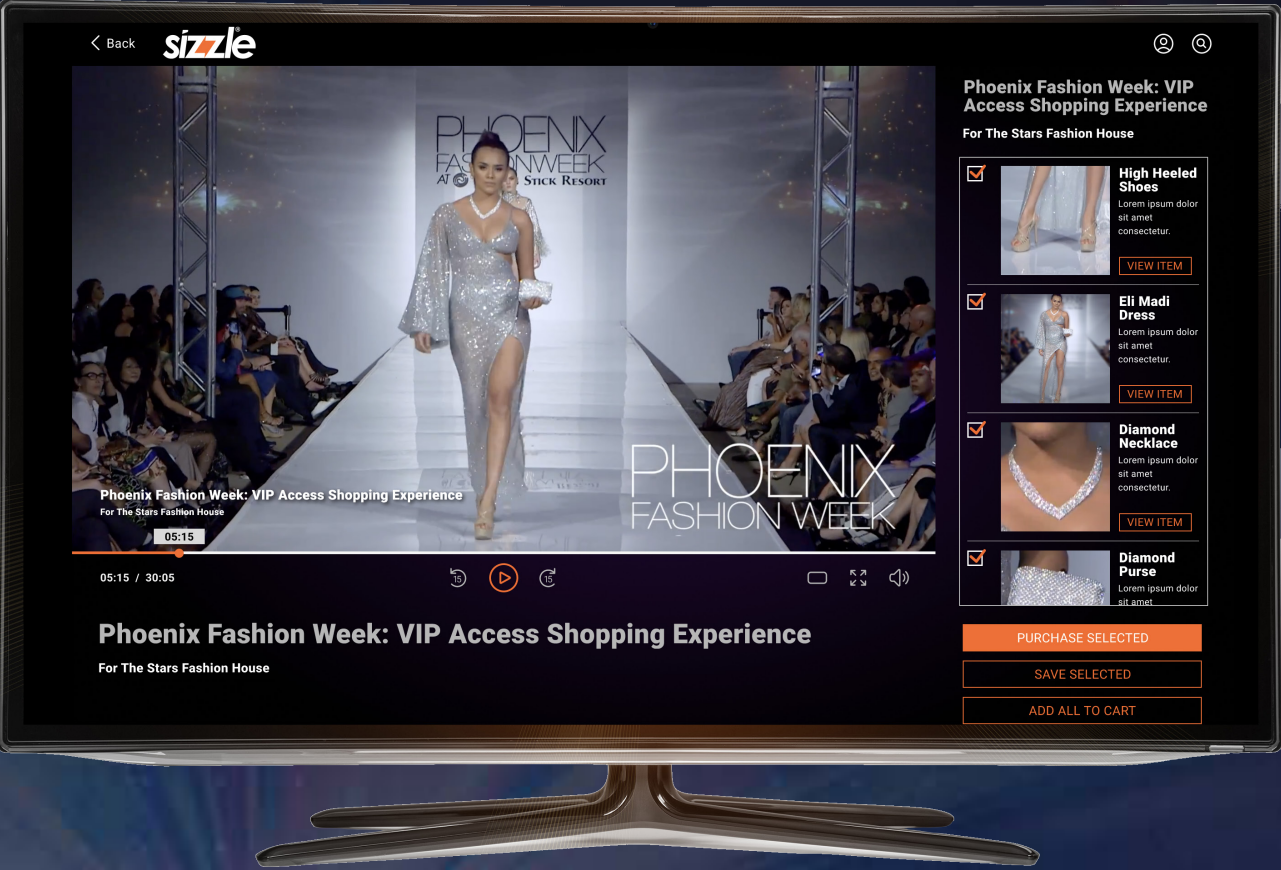 Back
sizzle
PHOENIX
FASHIONWEEK
AT
STICK RESORT
PHOENIX
FASHION WEEK
Phoenix Fashion Week: VIP Access Shopping Experience
For The Stars Fashion House
05:15
05:15 / 30:05
15
15
Phoenix Fashion Week: VIP Access Shopping Experience
For The Stars Fashion House
Phoenix Fashion Week: VIP
Access Shopping Experience
For The Stars Fashion House
High Heeled
Shoes
Lorem ipsum dolor
sit amet
consectetur.
VIEW ITEM
Eli Madi
Dress
Lorem ipsum dolor
sit amet
consectetur.
VIEW ITEM
Diamond
Necklace
Lorem ipsum dolor
sit amet
consectetur.
VIEW ITEM
Diamond
Purse
Lorem ipsum dolor
sit amet
PURCHASE SELECTED
SAVE SELECTED
ADD ALL TO CART